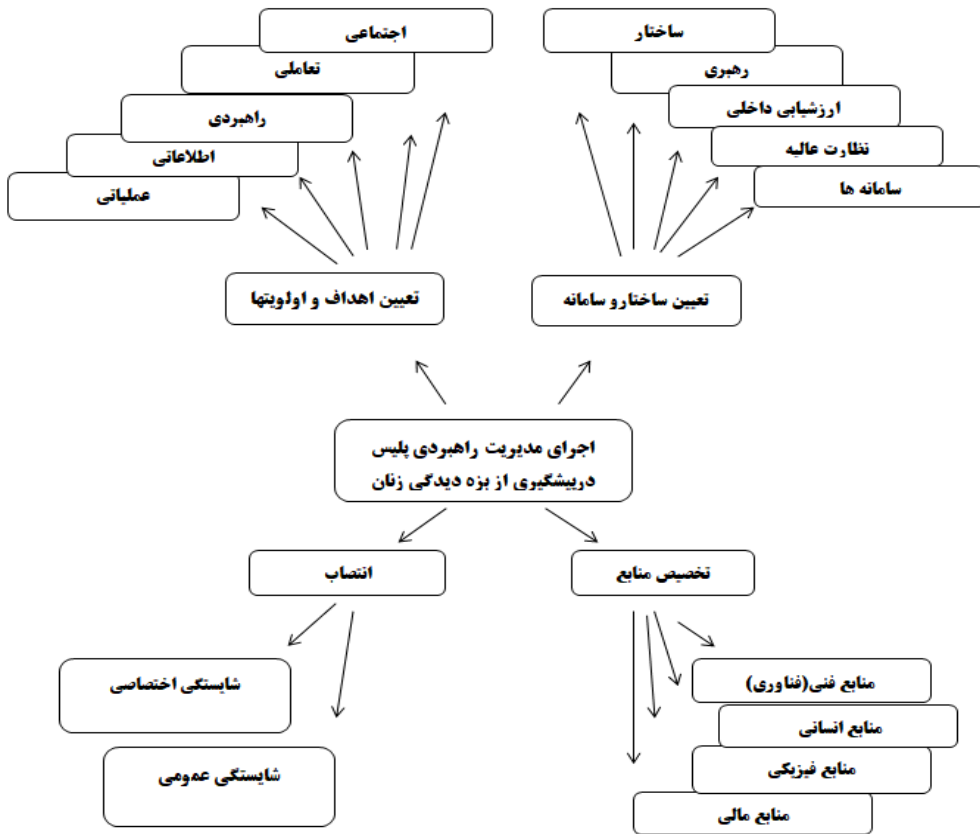 ساختار
رهبری
ارزشیابی داخلی
نظارت عالیه
سامانه ها
اجتماعی
تعاملی
راهبردی
اطلاعاتی
عملیاتی
تعیین ساختارو سامانه
تعیین اهداف و اولویتها
اجرای مدیریت راهبردی پلیس
درپیشگیری از بزه دیدگی زنان
تخصیص منابع
انتصاب
منابع فنی(فناوری)
منابع انسانی
منابع فیزیکی
منابع مالی
شایستگی اختصاصی
شایستگی عمومی